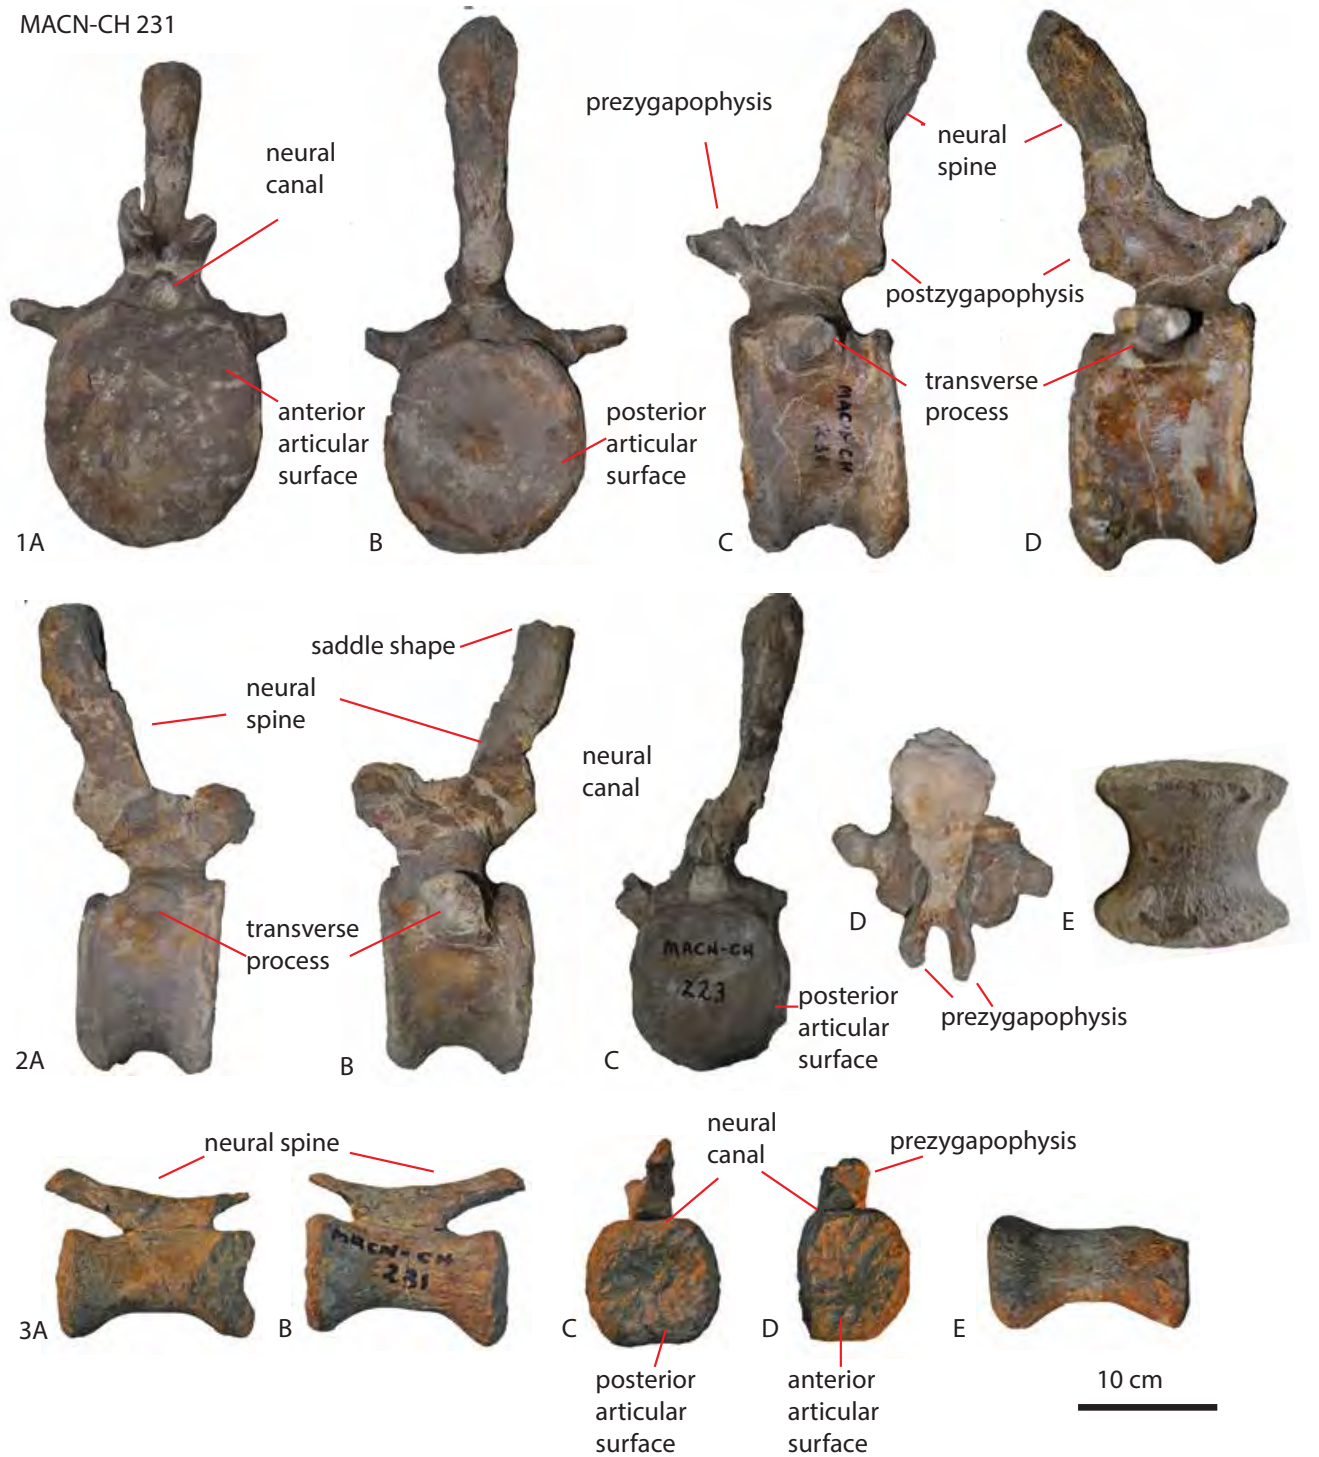 MACN-CH 231
prezygapophysis
neural
canal
neural
spine
postzygapophysis
transverse
process
anterior
articular
surface
posterior
articular
surface
MACN-CH
231
1A
B
C
D
saddle shape
neural
spine
neural
canal
transverse
process
MACN-CH
223
posterior
articular
surface
prezygapophysis
2A
B
C
D
E
neural spine
neural
canal
prezygapophysis
MACN-CH
231
3A
B
C
D
E
posterior
articular
surface
anterior
articular
surface
10 cm